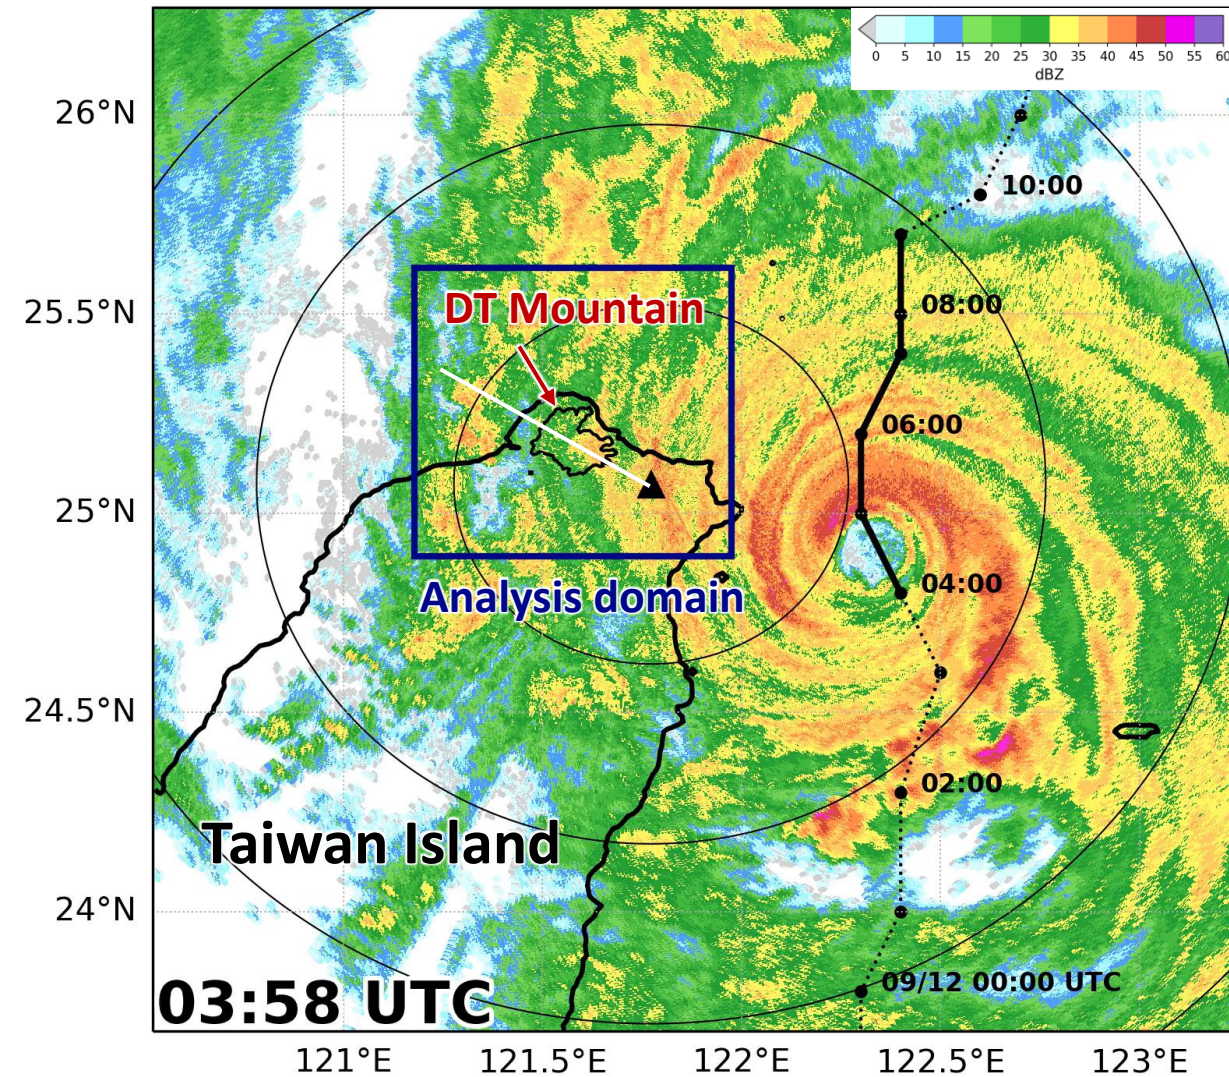 0 5 10 15 20 25 30 35 40 45 50 55 60
dBZ
26°N
10:00
DT Mountain
25.5°N
08:00
06:00
25°N
04:00
Analysis domain
24.5°N
02:00
Taiwan Island
24°N
09/12 00:00 UTC
03:58 UTC
121°E 121.5°E 122°E 122.5°E 123°E